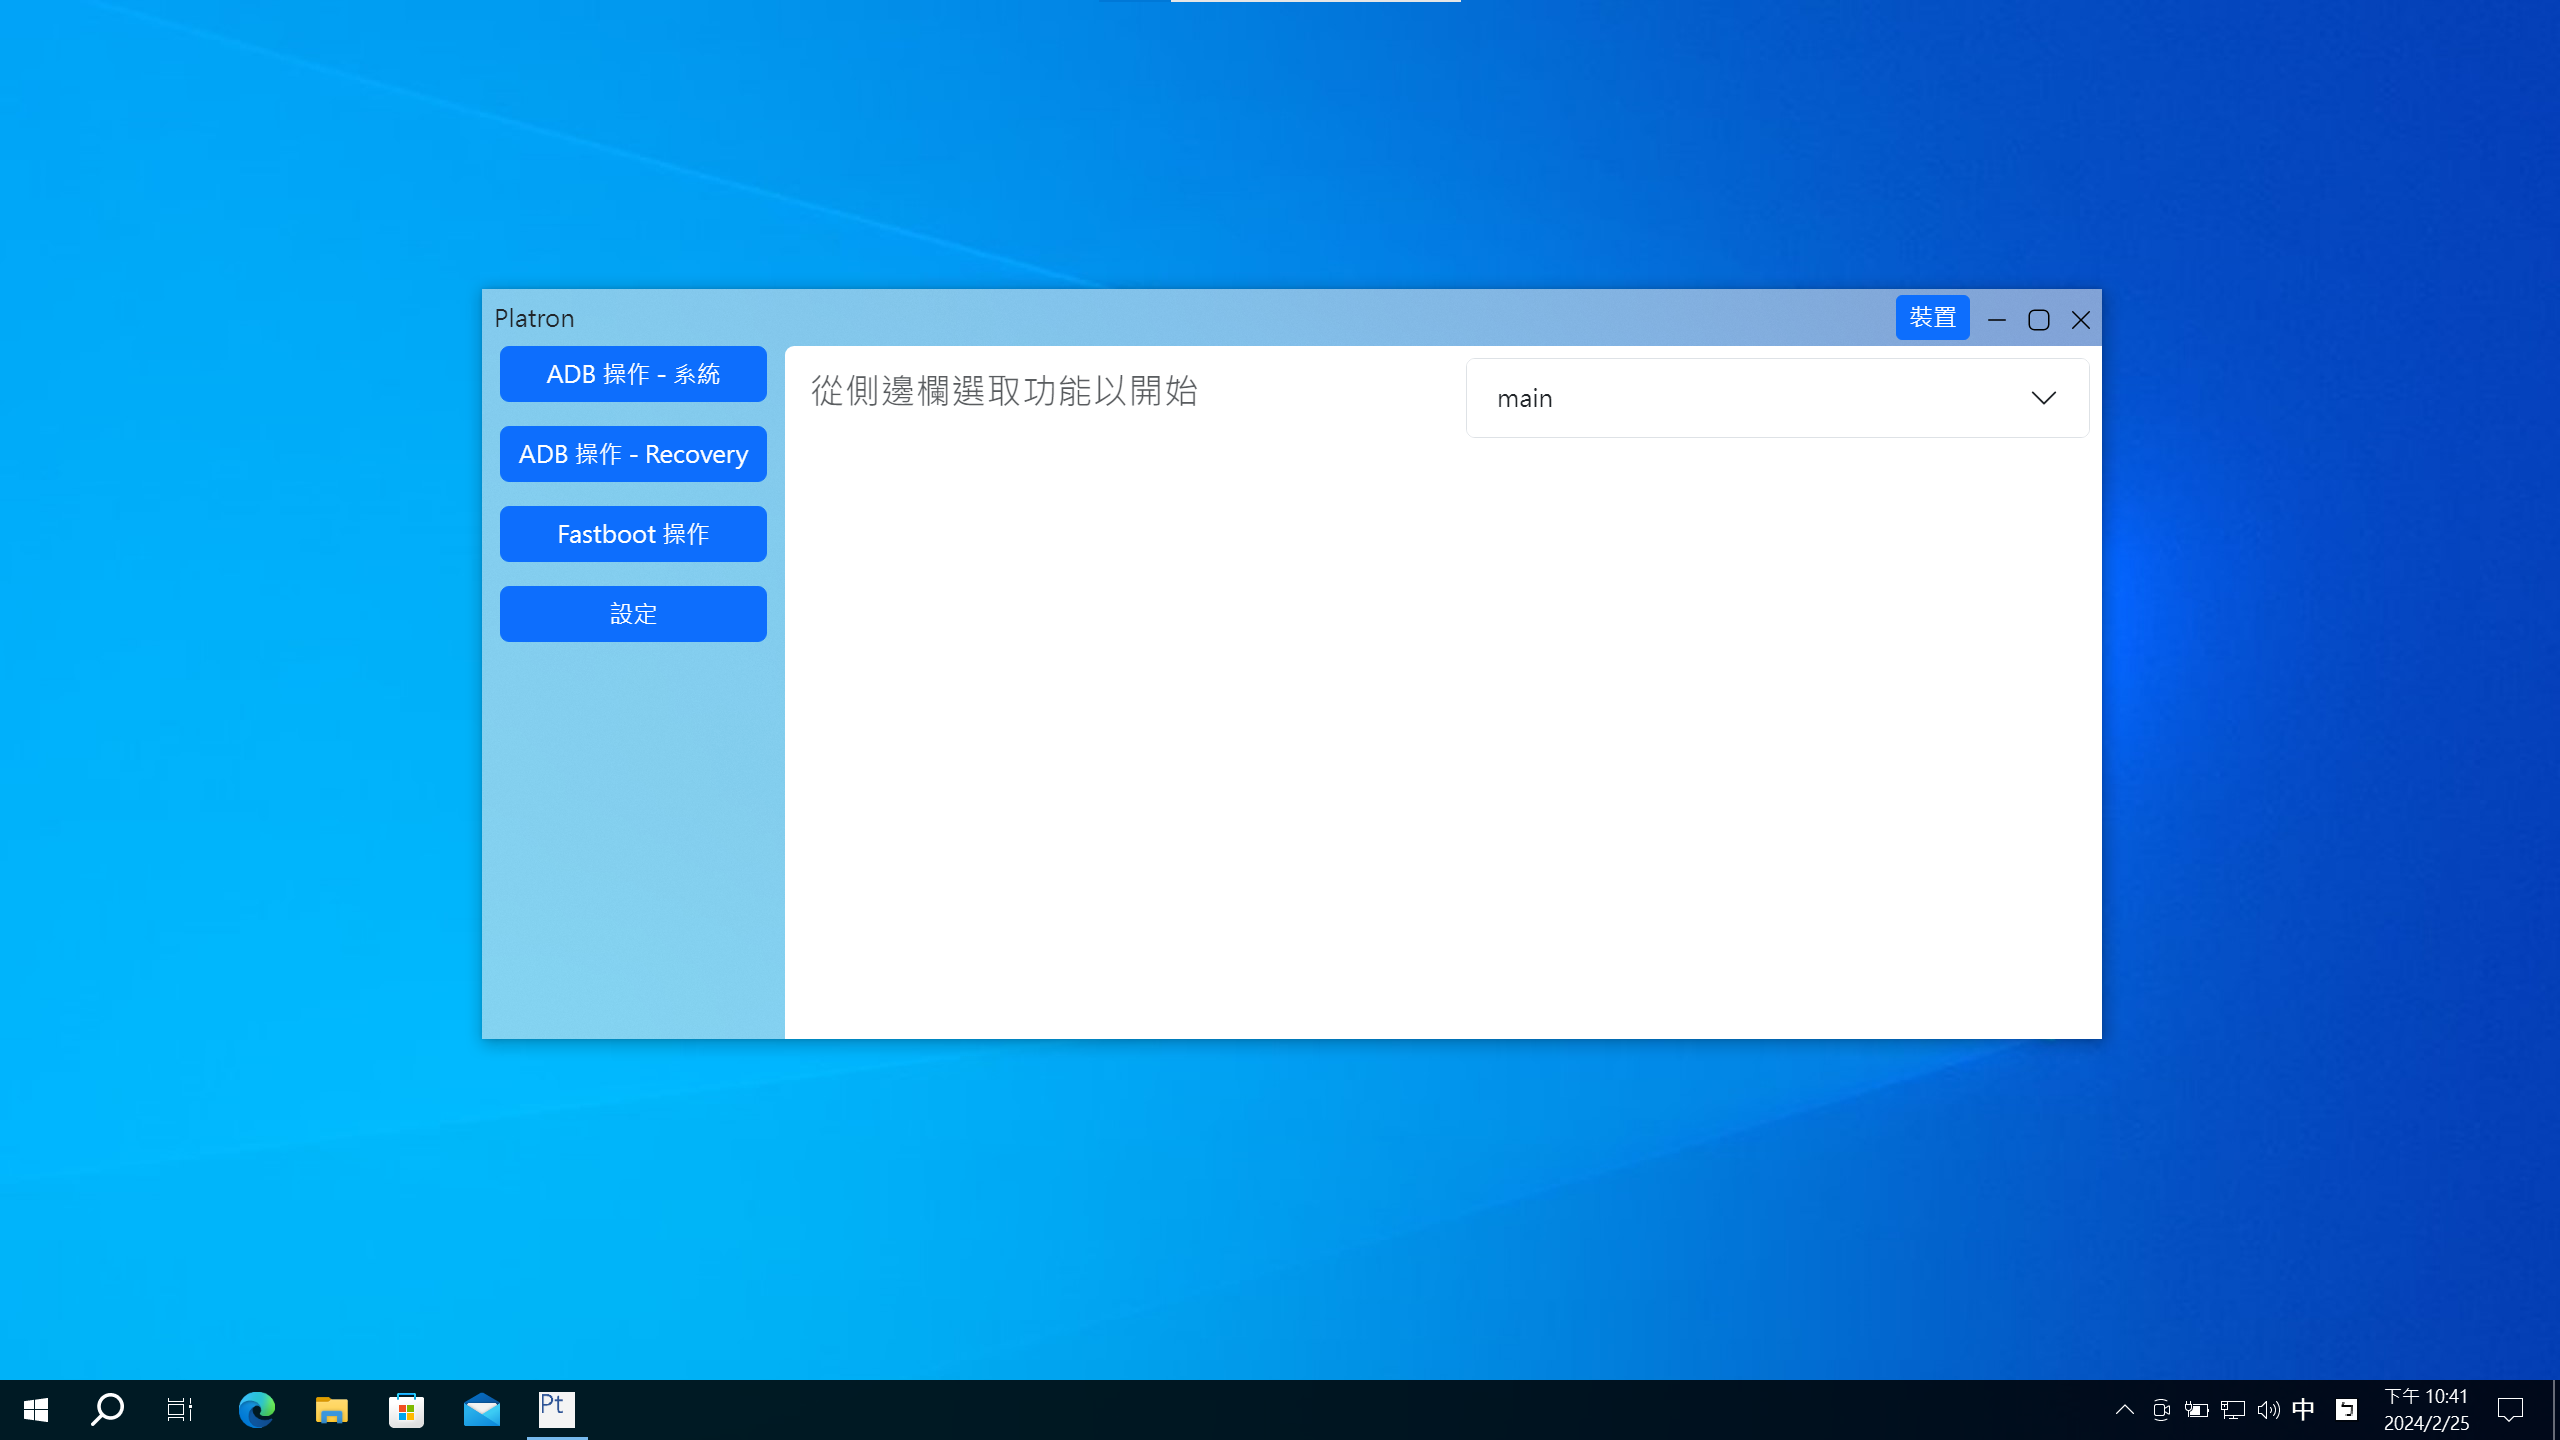 Platron
裝置
ADB 操作 - 系統
ADB 操作 - Recovery
Fastboot 操作
設定
從側邊欄選取功能以開始
main
Pt
中
ㄅ
下午 10:41
2024/2/25